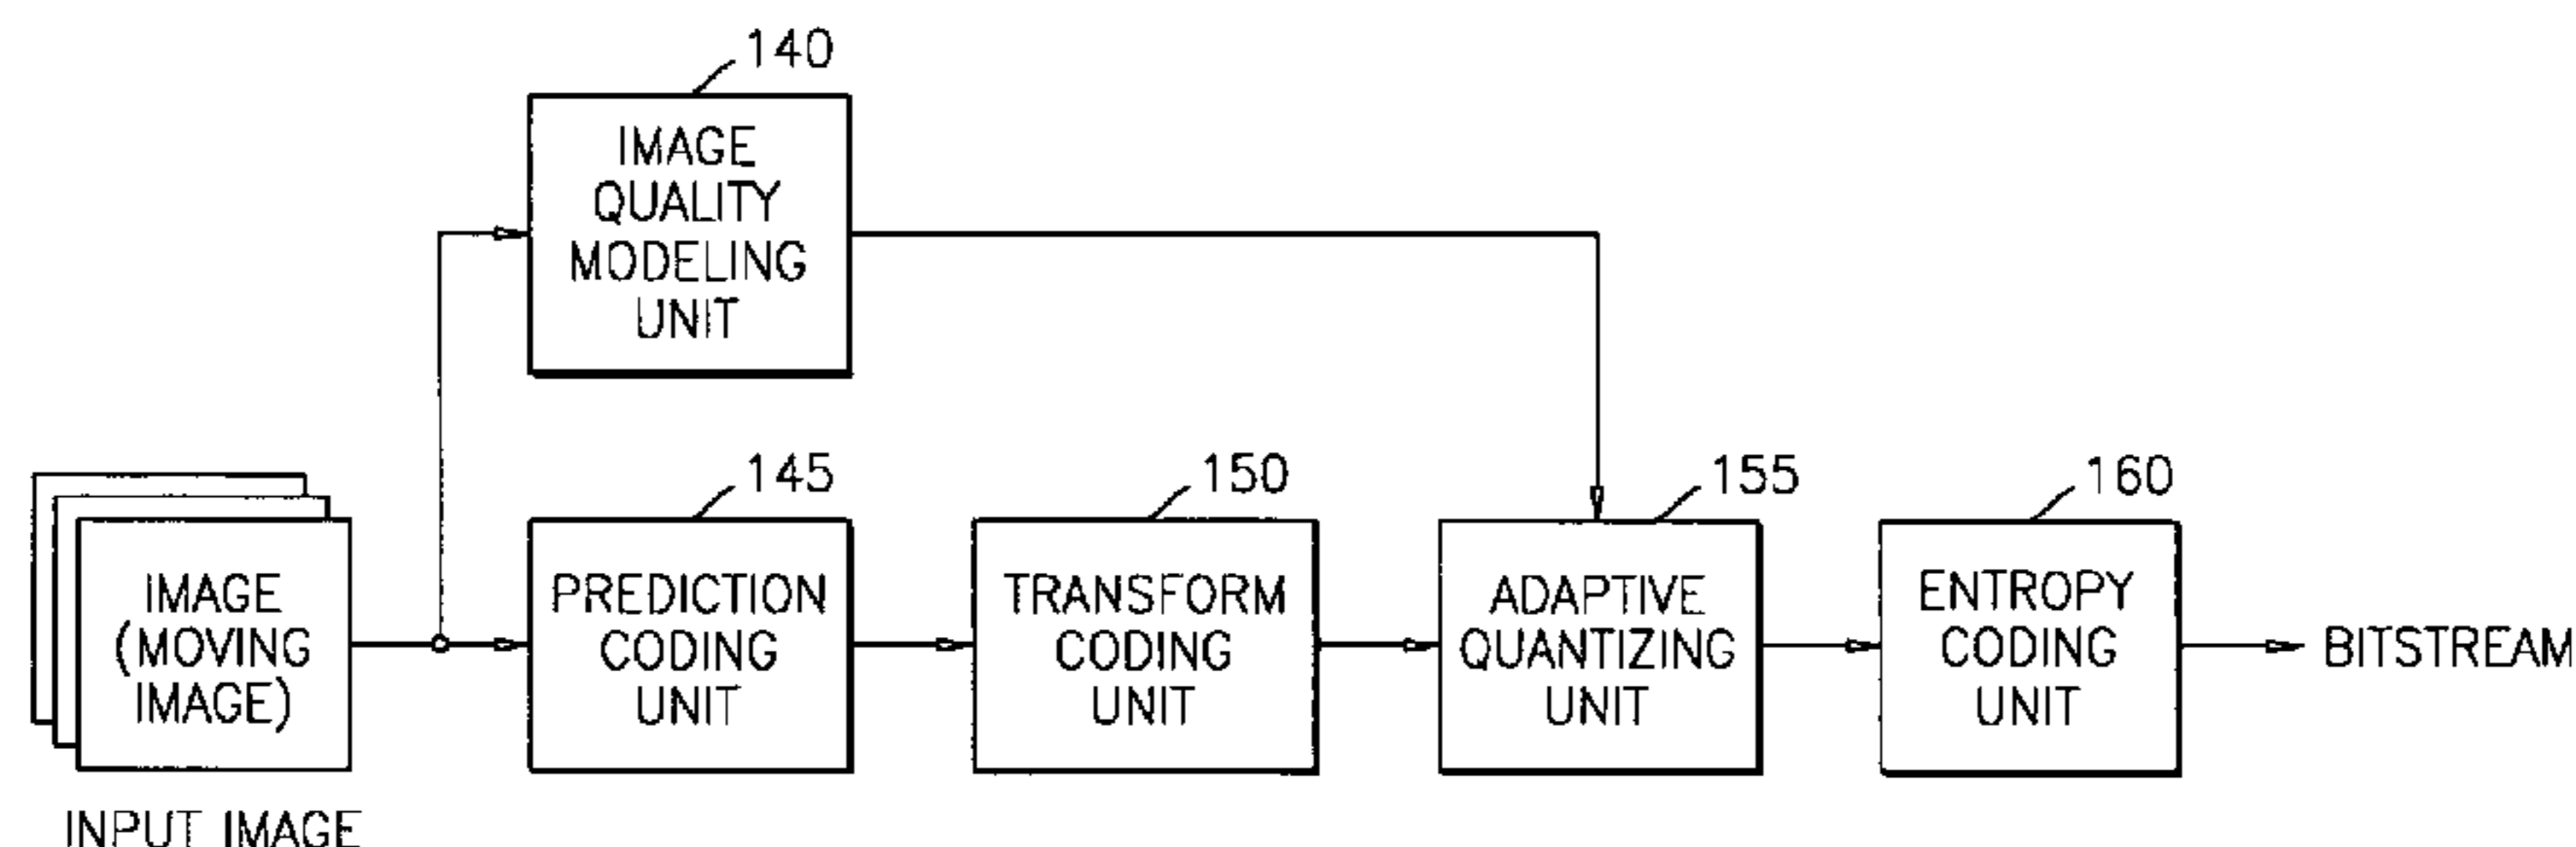 140
IMAGE
QUALITY
MODELING
UNIT
145
150
155
160
IMAGE
(MOVING
IMAGE)
PREDICTION
CODING
UNIT
TRANSFORM
CODING
UNIT
ADAPTIVE
QUANTIZING
UNIT
ENTROPY
CODING
UNIT
BITSTREAM
INPUT IMAGE